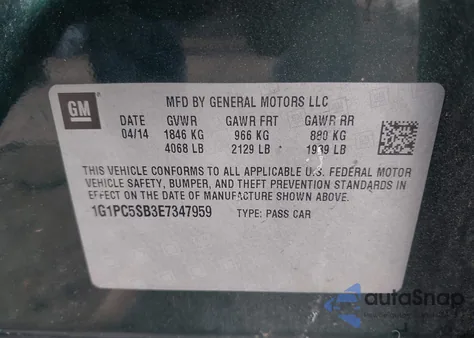 GM
MFD BY GENERAL MOTORS LLC
DATE GVWR GAWR FRT GAWR RR
04/14 1846 KG 966 KG 880 KG
4068 LB 2129 LB 1939 LB
THIS VEHICLE CONFORMS TO ALL APPLICABLE U.S. FEDERAL MOTOR
VEHICLE SAFETY, BUMPER, AND THEFT PREVENTION STANDARDS IN
EFFECT ON THE DATE OF MANUFACTURE SHOWN ABOVE.
1G1PC5SB3E7347959 TYPE: PASS CAR
autoSnap